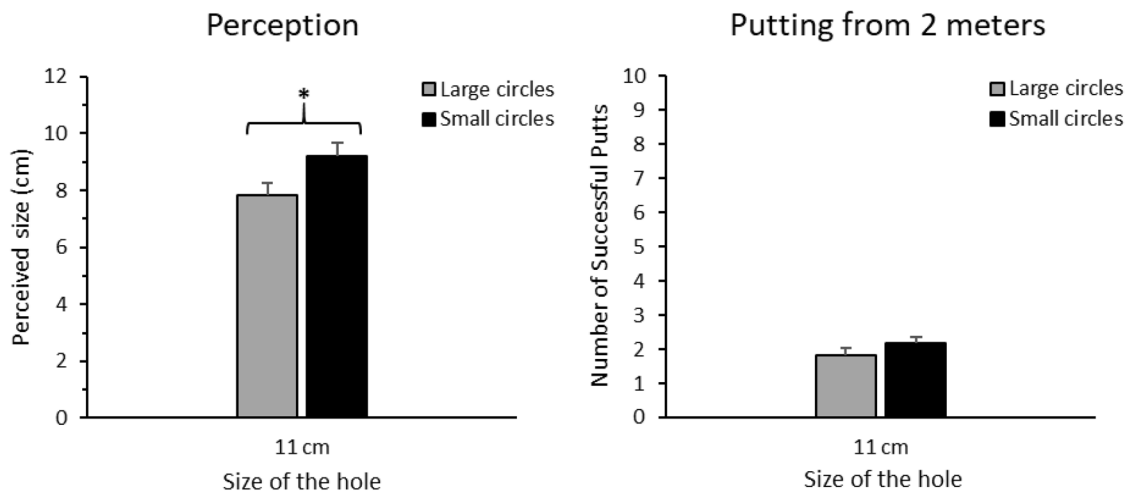 Perception
12
10
8
6
4
2
0
Perceived size (cm)
*
Large circles
Small circles
11 cm
Size of the hole
Putting from 2 meters
10
9
8
7
6
5
4
3
2
1
0
Number of Successful Putts
Large circles
Small circles
11 cm
Size of the hole